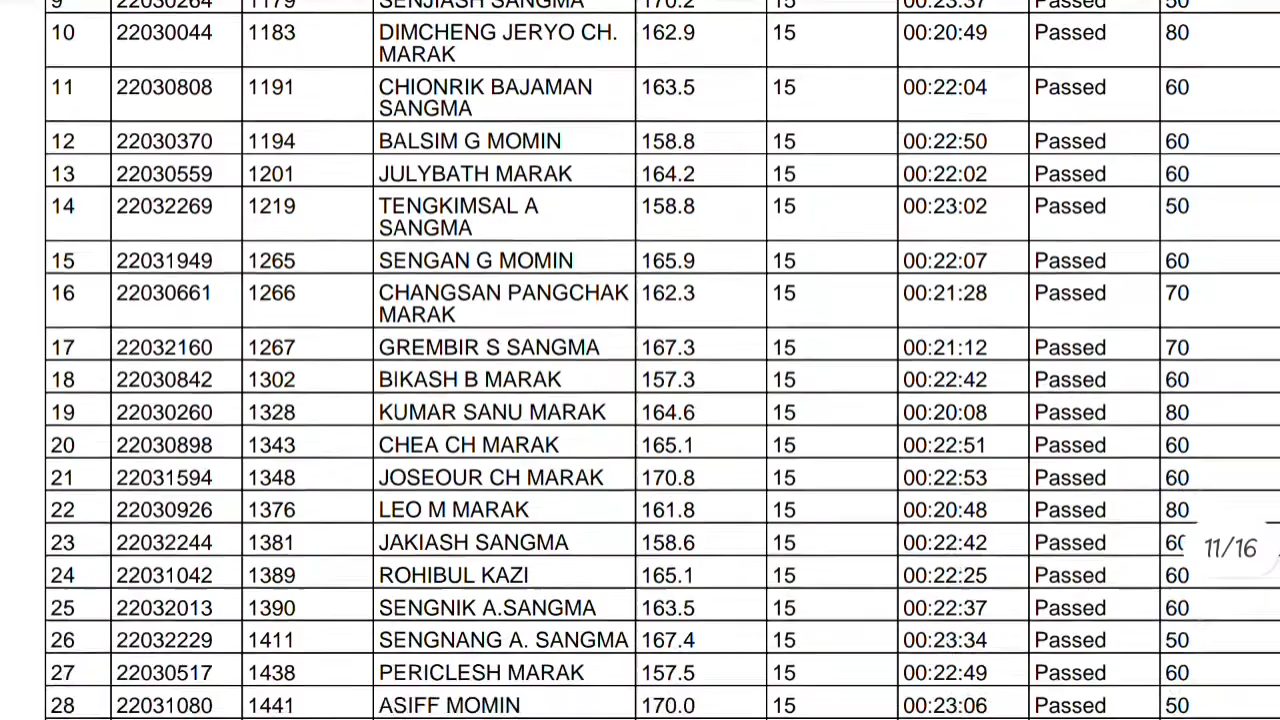 9 22030264 1179 SENJIASH SANGMA 170.2 15 00:23:37 Passed 50
10 22030044 1183 DIMCHENG JERYO CH. 162.9 15 00:20:49 Passed 80
MARAK
11 22030808 1191 CHIONRIK BAJAMAN 163.5 15 00:22:04 Passed 60
SANGMA
12 22030370 1194 BALSIM G MOMIN 158.8 15 00:22:50 Passed 60
13 22030559 1201 JULYBATH MARAK 164.2 15 00:22:02 Passed 60
14 22032269 1219 TENGKIMSAL A 158.8 15 00:23:02 Passed 50
SANGMA
15 22031949 1265 SENGAN G MOMIN 165.9 15 00:22:07 Passed 60
16 22030661 1266 CHANGSAN PANGCHAK 162.3 15 00:21:28 Passed 70
MARAK
17 22032160 1267 GREMBIR S SANGMA 167.3 15 00:21:12 Passed 70
18 22030842 1302 BIKASH B MARAK 157.3 15 00:22:42 Passed 60
19 22030260 1328 KUMAR SANU MARAK 164.6 15 00:20:08 Passed 80
20 22030898 1343 CHEA CH MARAK 165.1 15 00:22:51 Passed 60
21 22031594 1348 JOSEOUR CH MARAK 170.8 15 00:22:53 Passed 60
22 22030926 1376 LEO M MARAK 161.8 15 00:20:48 Passed 80
23 22032244 1381 JAKIASH SANGMA 158.6 15 00:22:42 Passed 60
11/16
24 22031042 1389 ROHIBUL KAZI 165.1 15 00:22:25 Passed 60
25 22032013 1390 SENGNIK A.SANGMA 163.5 15 00:22:37 Passed 60
26 22032229 1411 SENGNANG A. SANGMA 167.4 15 00:23:34 Passed 50
27 22030517 1438 PERICLESH MARAK 157.5 15 00:22:49 Passed 60
28 22031080 1441 ASIFF MOMIN 170.0 15 00:23:06 Passed 50